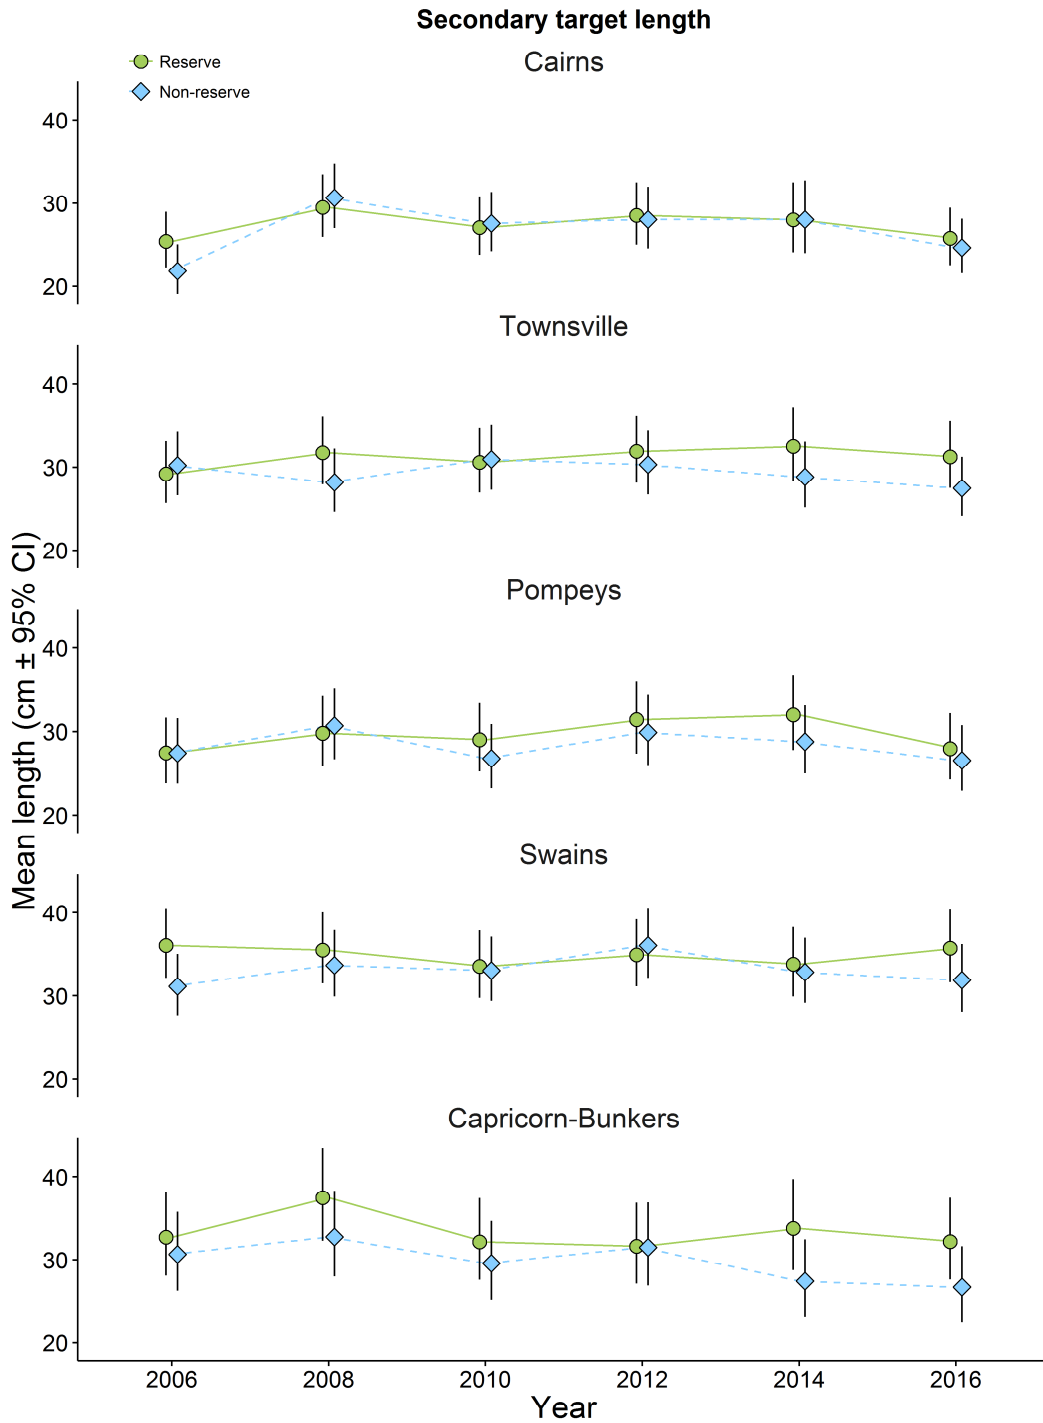 Secondary target length
Reserve
Non-reserve
Cairns
40
30
20
Townsville
40
30
20
Pompeys
40
30
20
Swains
40
30
20
Capricorn-Bunkers
40
30
20
Mean length (cm ± 95% CI)
2006 2008 2010 2012 2014 2016
Year